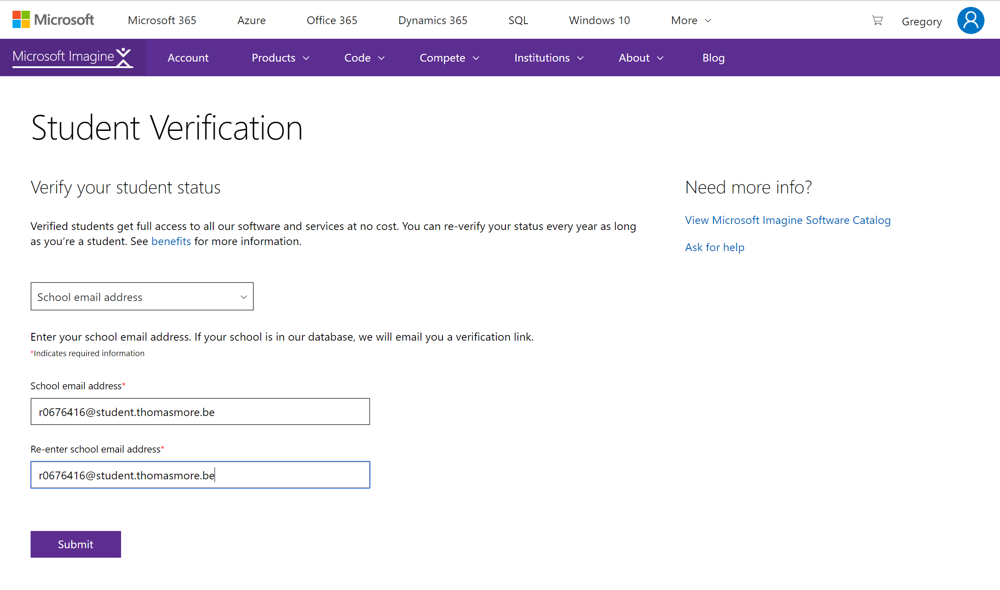 Microsoft Microsoft 365 Azure Office 365 Dynamics 365 SQL Windows 10 More Gregory
Microsoft Imagine Account Products Code Compete Institutions About Blog
Student Verification
Verify your student status
Verified students get full access to all our software and services at no cost. You can re-verify your status every year as long
as you’re a student. See benefits for more information.
School email address
Enter your school email address. If your school is in our database, we will email you a verification link.
*Indicates required information
School email address*
r0676416@student.thomasmore.be
Re-enter school email address*
r0676416@student.thomasmore.be
Submit
Need more info?
View Microsoft Imagine Software Catalog
Ask for help